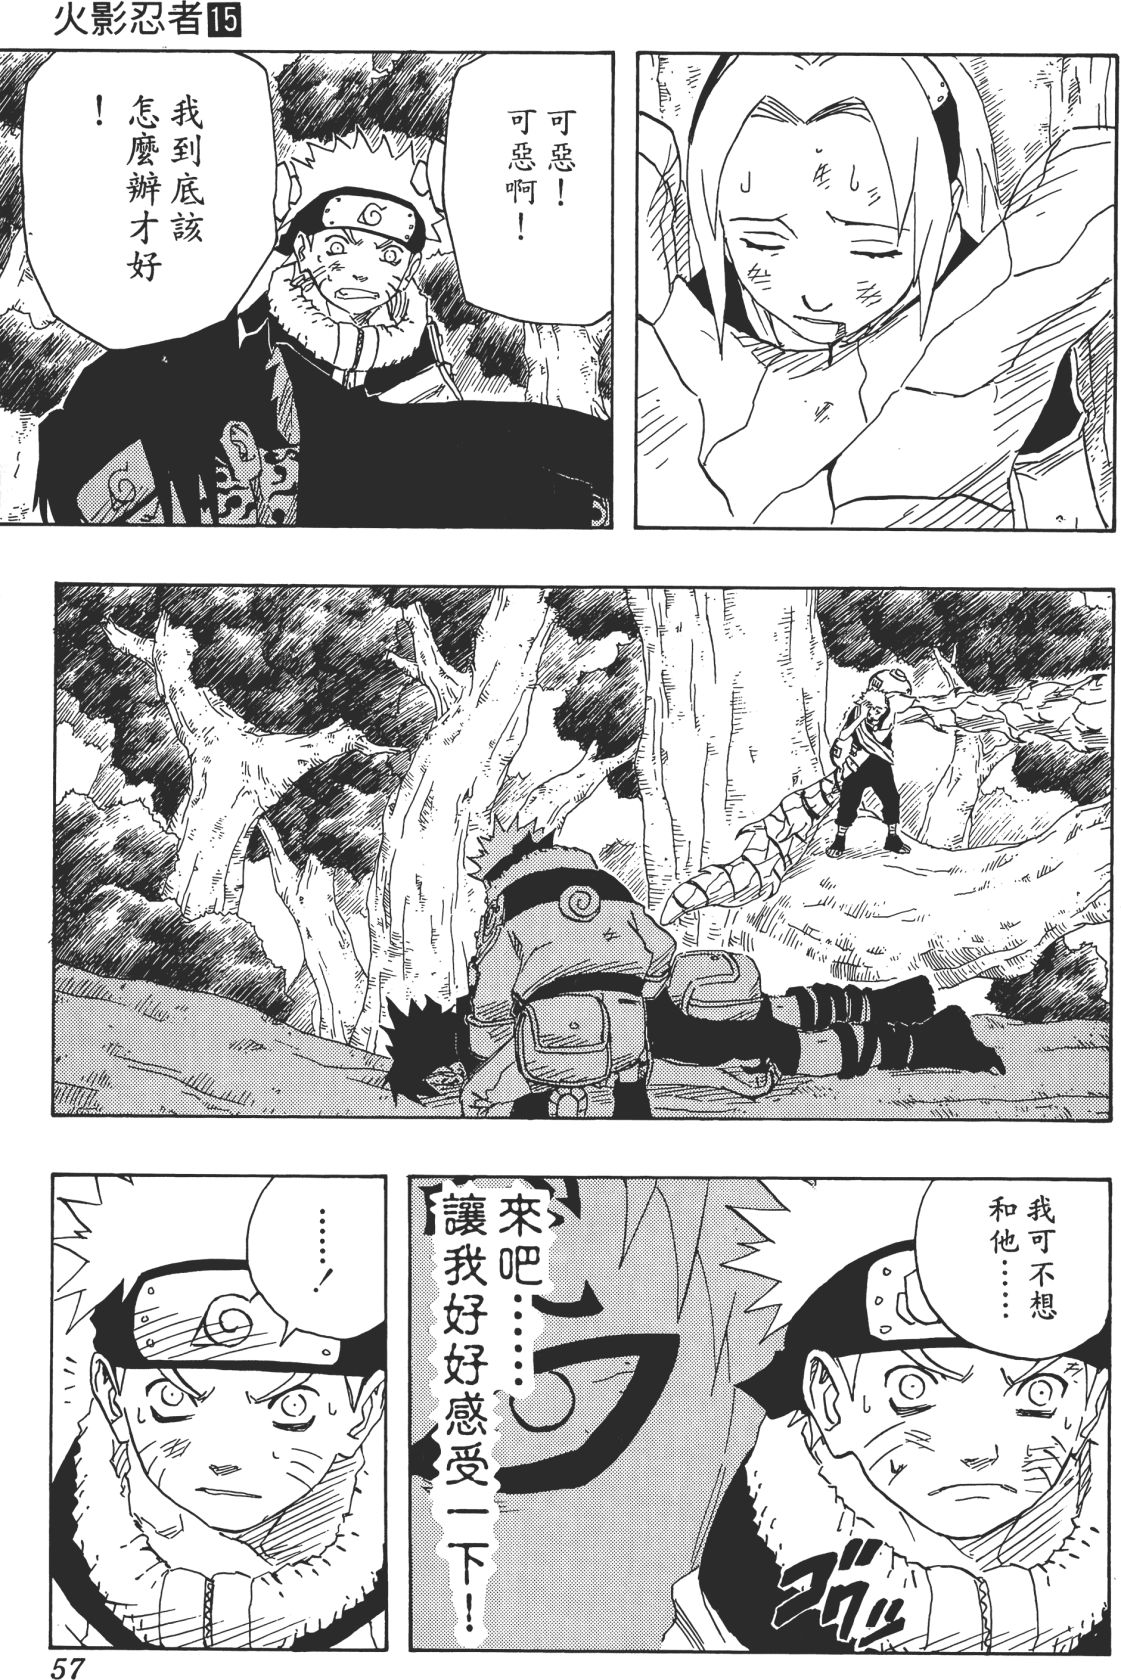 火影忍者15
可惡！
可惡啊！
我到底該
怎麼辦才好
！
我可不想
和他……
ゴクッ
來吧……
讓我好好感受一下！
……！
57